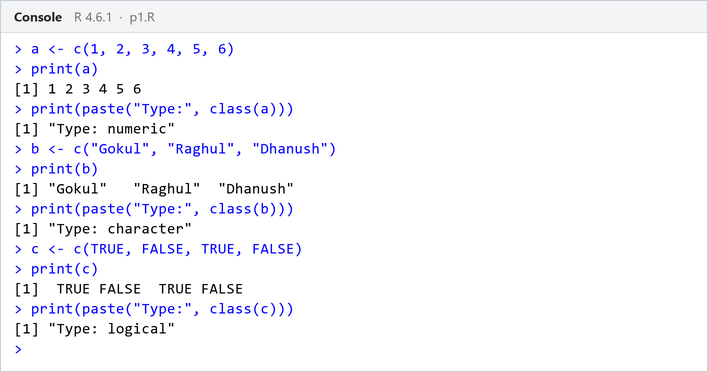 Console R 4.6.1 · p1.R
> a <- c(1, 2, 3, 4, 5, 6)
> print(a)
[1] 1 2 3 4 5 6
> print(paste("Type:", class(a)))
[1] "Type: numeric"
> b <- c("Gokul", "Raghul", "Dhanush")
> print(b)
[1] "Gokul"   "Raghul"  "Dhanush"
> print(paste("Type:", class(b)))
[1] "Type: character"
> c <- c(TRUE, FALSE, TRUE, FALSE)
> print(c)
[1]  TRUE FALSE  TRUE FALSE
> print(paste("Type:", class(c)))
[1] "Type: logical"
>